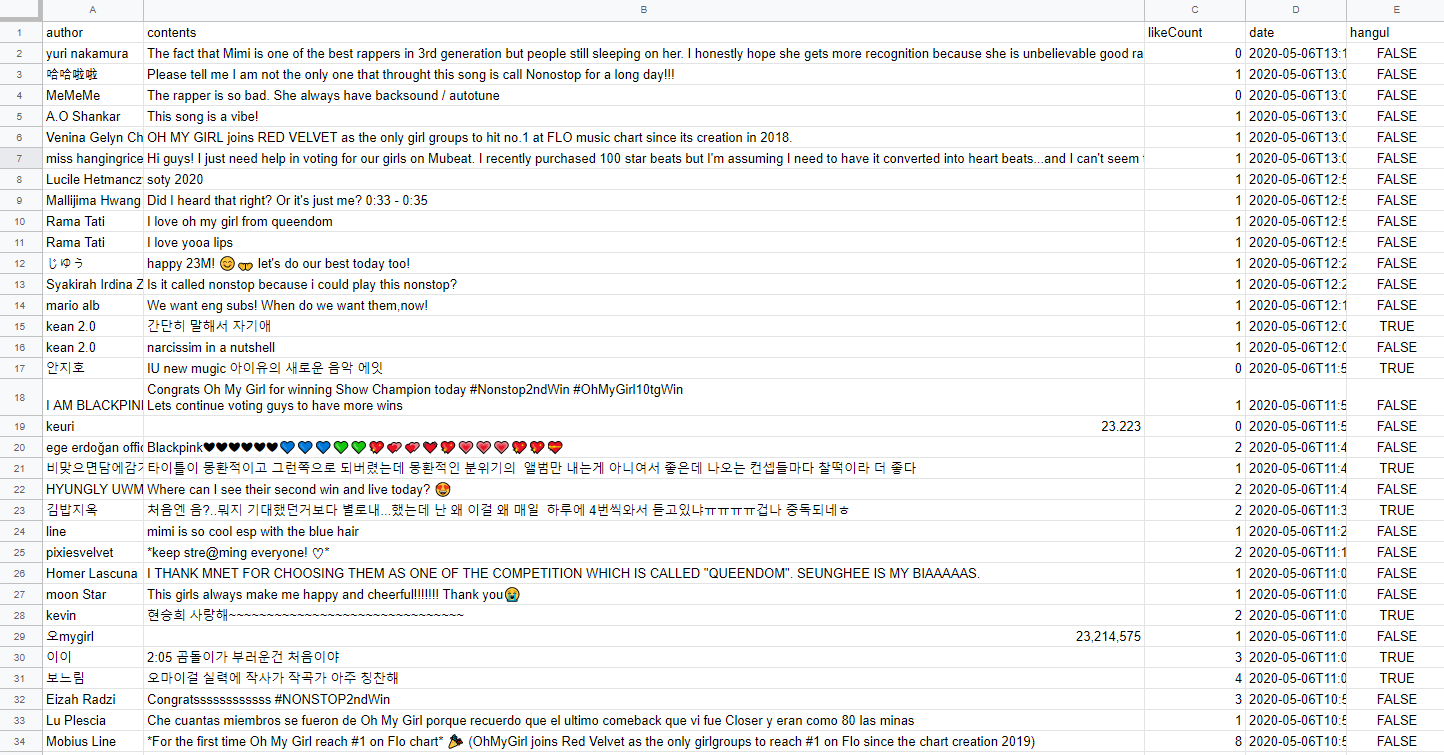 A B C D E
1 author contents likeCount date hangul
2 yuri nakamura The fact that Mimi is one of the best rappers in 3rd generation but people still sleeping on her. I honestly hope she gets more recognition because she is unbelievable good ra 0 2020-05-06T13:1 FALSE
3 哈哈啦啦 Please tell me I am not the only one that throught this song is call Nonostop for a long day!!! 1 2020-05-06T13:0 FALSE
4 MeMeMe The rapper is so bad. She always have backsound / autotune 0 2020-05-06T13:0 FALSE
5 A.O Shankar This song is a vibe! 1 2020-05-06T13:0 FALSE
6 Venina Gelyn Ch OH MY GIRL joins RED VELVET as the only girl groups to hit no.1 at FLO music chart since its creation in 2018. 1 2020-05-06T13:0 FALSE
7 miss hangingrice Hi guys! I just need help in voting for our girls on Mubeat. I recently purchased 100 star beats but I'm assuming I need to have it converted into heart beats...and I can't seem 1 2020-05-06T13:0 FALSE
8 Lucile Hetmancz soty 2020 1 2020-05-06T12:5 FALSE
9 Mallijima Hwang Did I heard that right? Or it's just me? 0:33 - 0:35 1 2020-05-06T12:5 FALSE
10 Rama Tati I love oh my girl from queendom 1 2020-05-06T12:5 FALSE
11 Rama Tati I love yooa lips 1 2020-05-06T12:5 FALSE
12 じゆう happy 23M! 😊🤝 let's do our best today too! 1 2020-05-06T12:2 FALSE
13 Syakirah Irdina Z Is it called nonstop because i could play this nonstop? 1 2020-05-06T12:2 FALSE
14 mario alb We want eng subs! When do we want them,now! 1 2020-05-06T12:1 FALSE
15 kean 2.0 간단히 말해서 자기애 1 2020-05-06T12:0 TRUE
16 kean 2.0 narcissim in a nutshell 1 2020-05-06T12:0 FALSE
17 안지호 IU new mugic 아이유의 새로운 음악 에잇 0 2020-05-06T11:5 TRUE
Congrats Oh My Girl for winning Show Champion today #Nonstop2ndWin #OhMyGirl10tgWin
18 I AM BLACKPIN Lets continue voting guys to have more wins 1 2020-05-06T11:5 FALSE
19 keuri 23.223 0 2020-05-06T11:5 FALSE
20 ege erdoğan offic Blackpink🖤🖤🖤🖤🖤🖤💙💙💙💚💚💖💕💕❤💖💗💗💗💖💖💝 2 2020-05-06T11:4 FALSE
21 비맞으면담에감기 타이틀이 몽환적이고 그런쪽으로 되버렸는데 몽환적인 분위기의 앨범만 내는게 아니여서 좋은데 나오는 컨셉들마다 찰떡이라 더 좋다 1 2020-05-06T11:4 TRUE
22 HYUNGLY UWM Where can I see their second win and live today? 😍 2 2020-05-06T11:4 FALSE
23 김밥지옥 처음엔 음?..뭐지 기대했던거보다 별로내...했는데 난 왜 이걸 왜 매일 하루에 4번씩와서 듣고있냐ㅠㅠㅠㅠ겁나 중독되네ㅎ 2 2020-05-06T11:3 TRUE
24 line mimi is so cool esp with the blue hair 1 2020-05-06T11:2 FALSE
25 pixiesvelvet *keep stre@ming everyone! ♡* 2 2020-05-06T11:1 FALSE
26 Homer Lascuna I THANK MNET FOR CHOOSING THEM AS ONE OF THE COMPETITION WHICH IS CALLED "QUEENDOM". SEUNGHEE IS MY BIAAAAAS. 1 2020-05-06T11:0 FALSE
27 moon Star This girls always make me happy and cheerful!!!!!!! Thank you😭 1 2020-05-06T11:0 FALSE
28 kevin 현승희 사랑해~~~~~~~~~~~~~~~~~~~~~~~~~~~~~~~ 2 2020-05-06T11:0 TRUE
29 오mygirl 23,214,575 1 2020-05-06T11:0 FALSE
30 이이 2:05 곰돌이가 부러운건 처음이야 3 2020-05-06T11:0 TRUE
31 보느림 오마이걸 실력에 작사가 작곡가 아주 칭찬해 4 2020-05-06T11:0 TRUE
32 Eizah Radzi Congratssssssssssss #NONSTOP2ndWin 3 2020-05-06T10:5 FALSE
33 Lu Plescia Che cuantas miembros se fueron de Oh My Girl porque recuerdo que el ultimo comeback que vi fue Closer y eran como 80 las minas 1 2020-05-06T10:5 FALSE
34 Mobius Line *For the first time Oh My Girl reach #1 on Flo chart* 🎉 (OhMyGirl joins Red Velvet as the only girlgroups to reach #1 on Flo since the chart creation 2019) 8 2020-05-06T10:5 FALSE